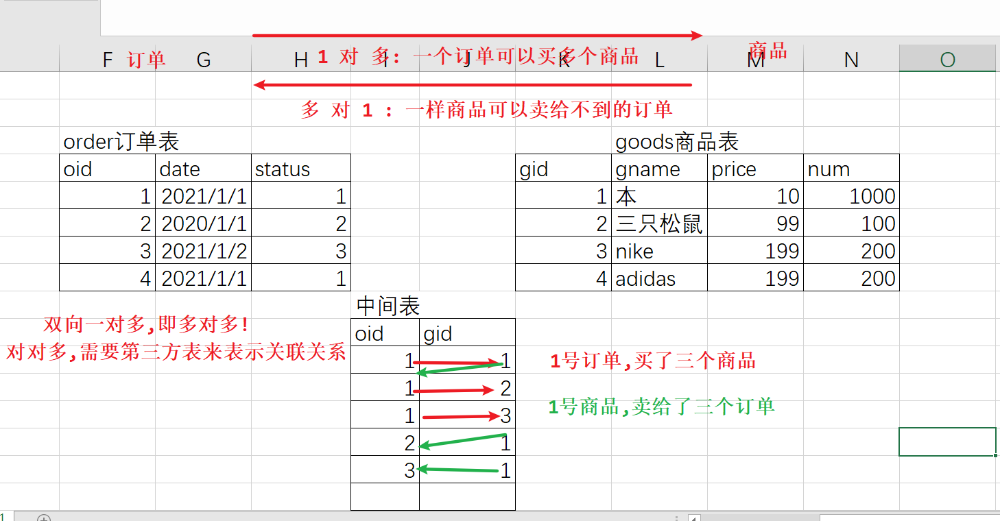 1 对 多: 一个订单可以买多个商品
F 订单 G H I J K L 商品 M N O
多 对 1 : 一样商品可以卖给不到的订单
order订单表 goods商品表
oid date status gid gname price num
1 2021/1/1 1 1 本 10 1000
2 2020/1/1 2 2 三只松鼠 99 100
3 2021/1/2 3 3 nike 199 200
4 2021/1/1 1 4 adidas 199 200
中间表
双向一对多,即多对多!
oid gid
对对多,需要第三方表来表示关联关系
1 1 1号订单,买了三个商品
1 2
1号商品,卖给了三个订单
1 3
2 1
3 1
1